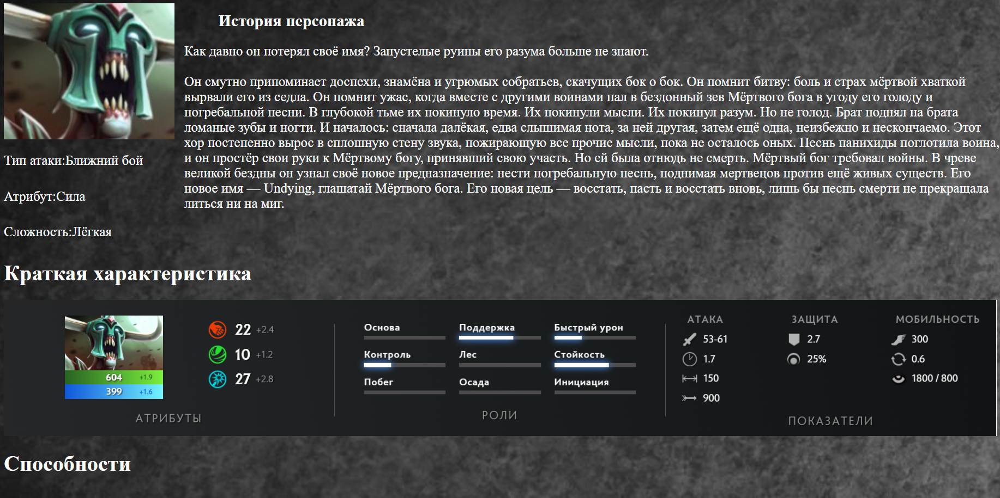 История персонажа
Как давно он потерял своё имя? Запустелые руины его разума больше не знают.
Он смутно припоминает доспехи, знамёна и угрюмых собратьев, скачущих бок о бок. Он помнит битву: боль и страх мёртвой хваткой
вырвали его из седла. Он помнит ужас, когда вместе с другими воинами пал в бездонный зев Мёртвого бога в угоду его голоду и
погребальной песни. В глубокой тьме их покинуло время. Их покинули мысли. Их покинул разум. Но не голод. Брат поднял на брата
ломаные зубы и ногти. И началось: сначала далёкая, едва слышимая нота, за ней другая, затем ещё одна, неизбежно и нескончаемо. Этот
хор постепенно вырос в сплошную стену звука, пожирающую все прочие мысли, пока не осталось оных. Песнь панихиды поглотила воина,
и он простёр свои руки к Мёртвому богу, принявший свою участь. Но ей была отнюдь не смерть. Мёртвый бог требовал войны. В чреве
великой бездны он узнал своё новое предназначение: нести погребальную песнь, поднимая мертвецов против ещё живых существ. Его
новое имя — Undying, глашатай Мёртвого бога. Его новая цель — восстать, пасть и восстать вновь, лишь бы песнь смерти не прекращала
литься ни на миг.
Тип атаки:Ближний бой
Атрибут:Сила
Сложность:Лёгкая
Краткая характеристика
604 +1.9
399 +1.6
22 +2.4
10 +1.2
27 +2.8
АТРИБУТЫ
Основа Поддержка Быстрый урон
Контроль Лес Стойкость
Побег Осада Инициация
РОЛИ
АТАКА ЗАЩИТА МОБИЛЬНОСТЬ
53-61 2.7 300
1.7 25% 0.6
150 1800 / 800
900
ПОКАЗАТЕЛИ
Способности